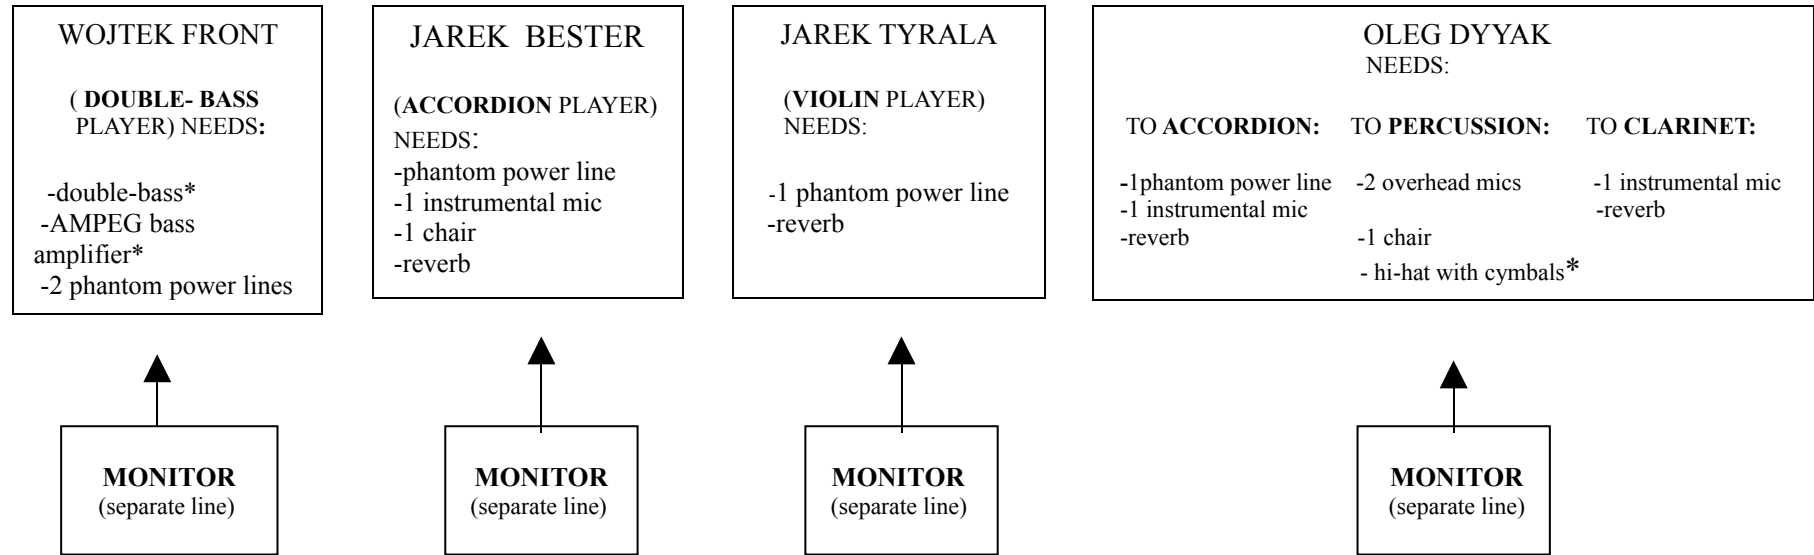 WOJTEK FRONT
( DOUBLE- BASS
PLAYER) NEEDS:
-double-bass*
-AMPEG bass
amplifier*
-2 phantom power lines
JAREK BESTER
(ACCORDION PLAYER)
NEEDS:
-phantom power line
-1 instrumental mic
-1 chair
-reverb
JAREK TYRALA
(VIOLIN PLAYER)
NEEDS:
-1 phantom power line
-reverb
OLEG DYYAK
NEEDS:
TO ACCORDION:
-1phantom power line
-1 instrumental mic
-reverb
TO PERCUSSION:
-2 overhead mics
-1 chair
- hi-hat with cymbals*
TO CLARINET:
-1 instrumental mic
-reverb
MONITOR
(separate line)
MONITOR
(separate line)
MONITOR
(separate line)
MONITOR
(separate line)